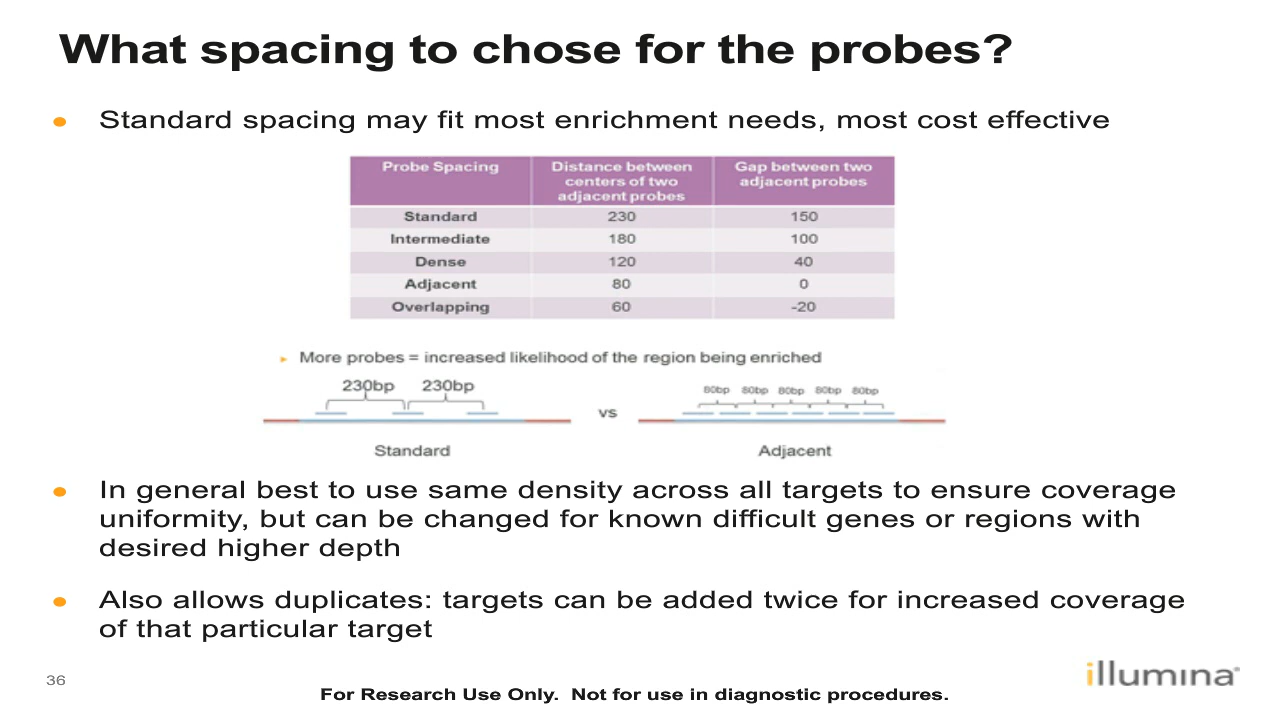 What spacing to chose for the probes?
Standard spacing may fit most enrichment needs, most cost effective
Probe Spacing
Distance between
centers of two
adjacent probes
Gap between two
adjacent probes
Standard 230 150
Intermediate 180 100
Dense 120 40
Adjacent 80 0
Overlapping 60 -20
More probes = increased likelihood of the region being enriched
230bp 230bp
80bp 80bp 80bp 80bp 80bp
vs
Standard
Adjacent
In general best to use same density across all targets to ensure coverage
uniformity, but can be changed for known difficult genes or regions with
desired higher depth
Also allows duplicates: targets can be added twice for increased coverage
of that particular target
36
For Research Use Only. Not for use in diagnostic procedures.
illumina®